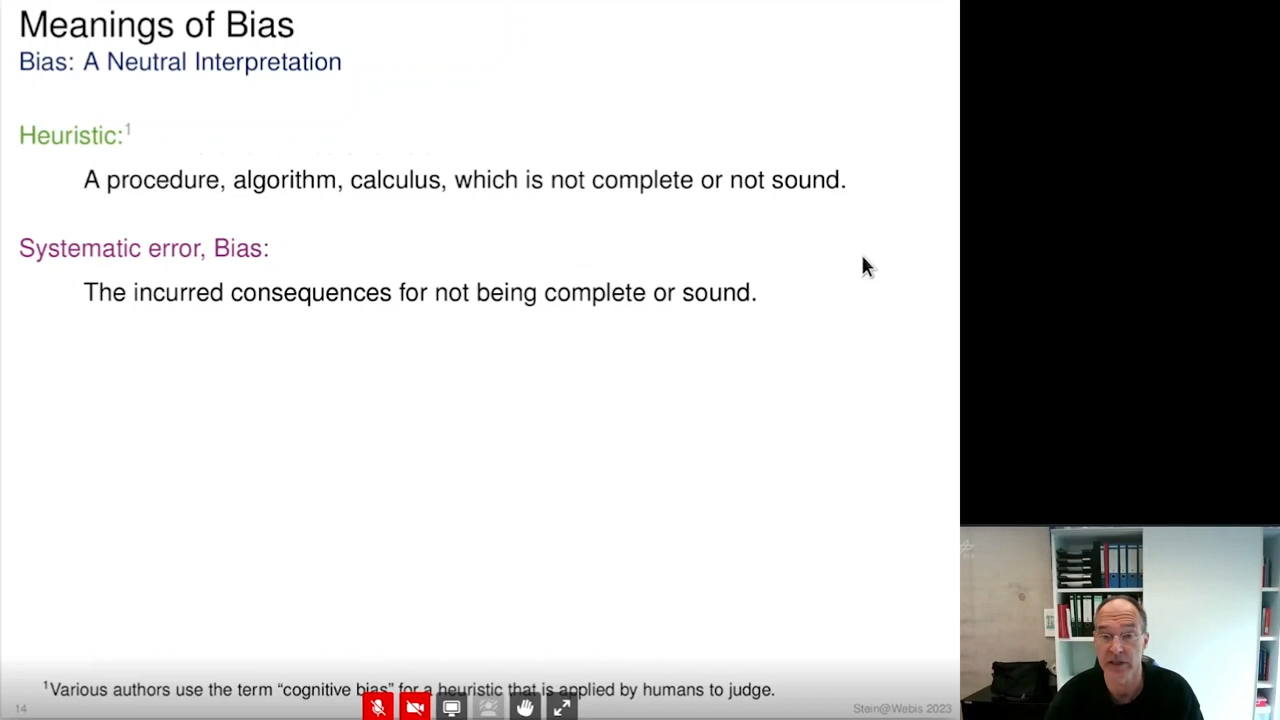 Meanings of Bias
Bias: A Neutral Interpretation
Heuristic:1
A procedure, algorithm, calculus, which is not complete or not sound.
Systematic error, Bias:
The incurred consequences for not being complete or sound.
1Various authors use the term “cognitive bias” for a heuristic that is applied by humans to judge.
14
Stein@Webis 2023